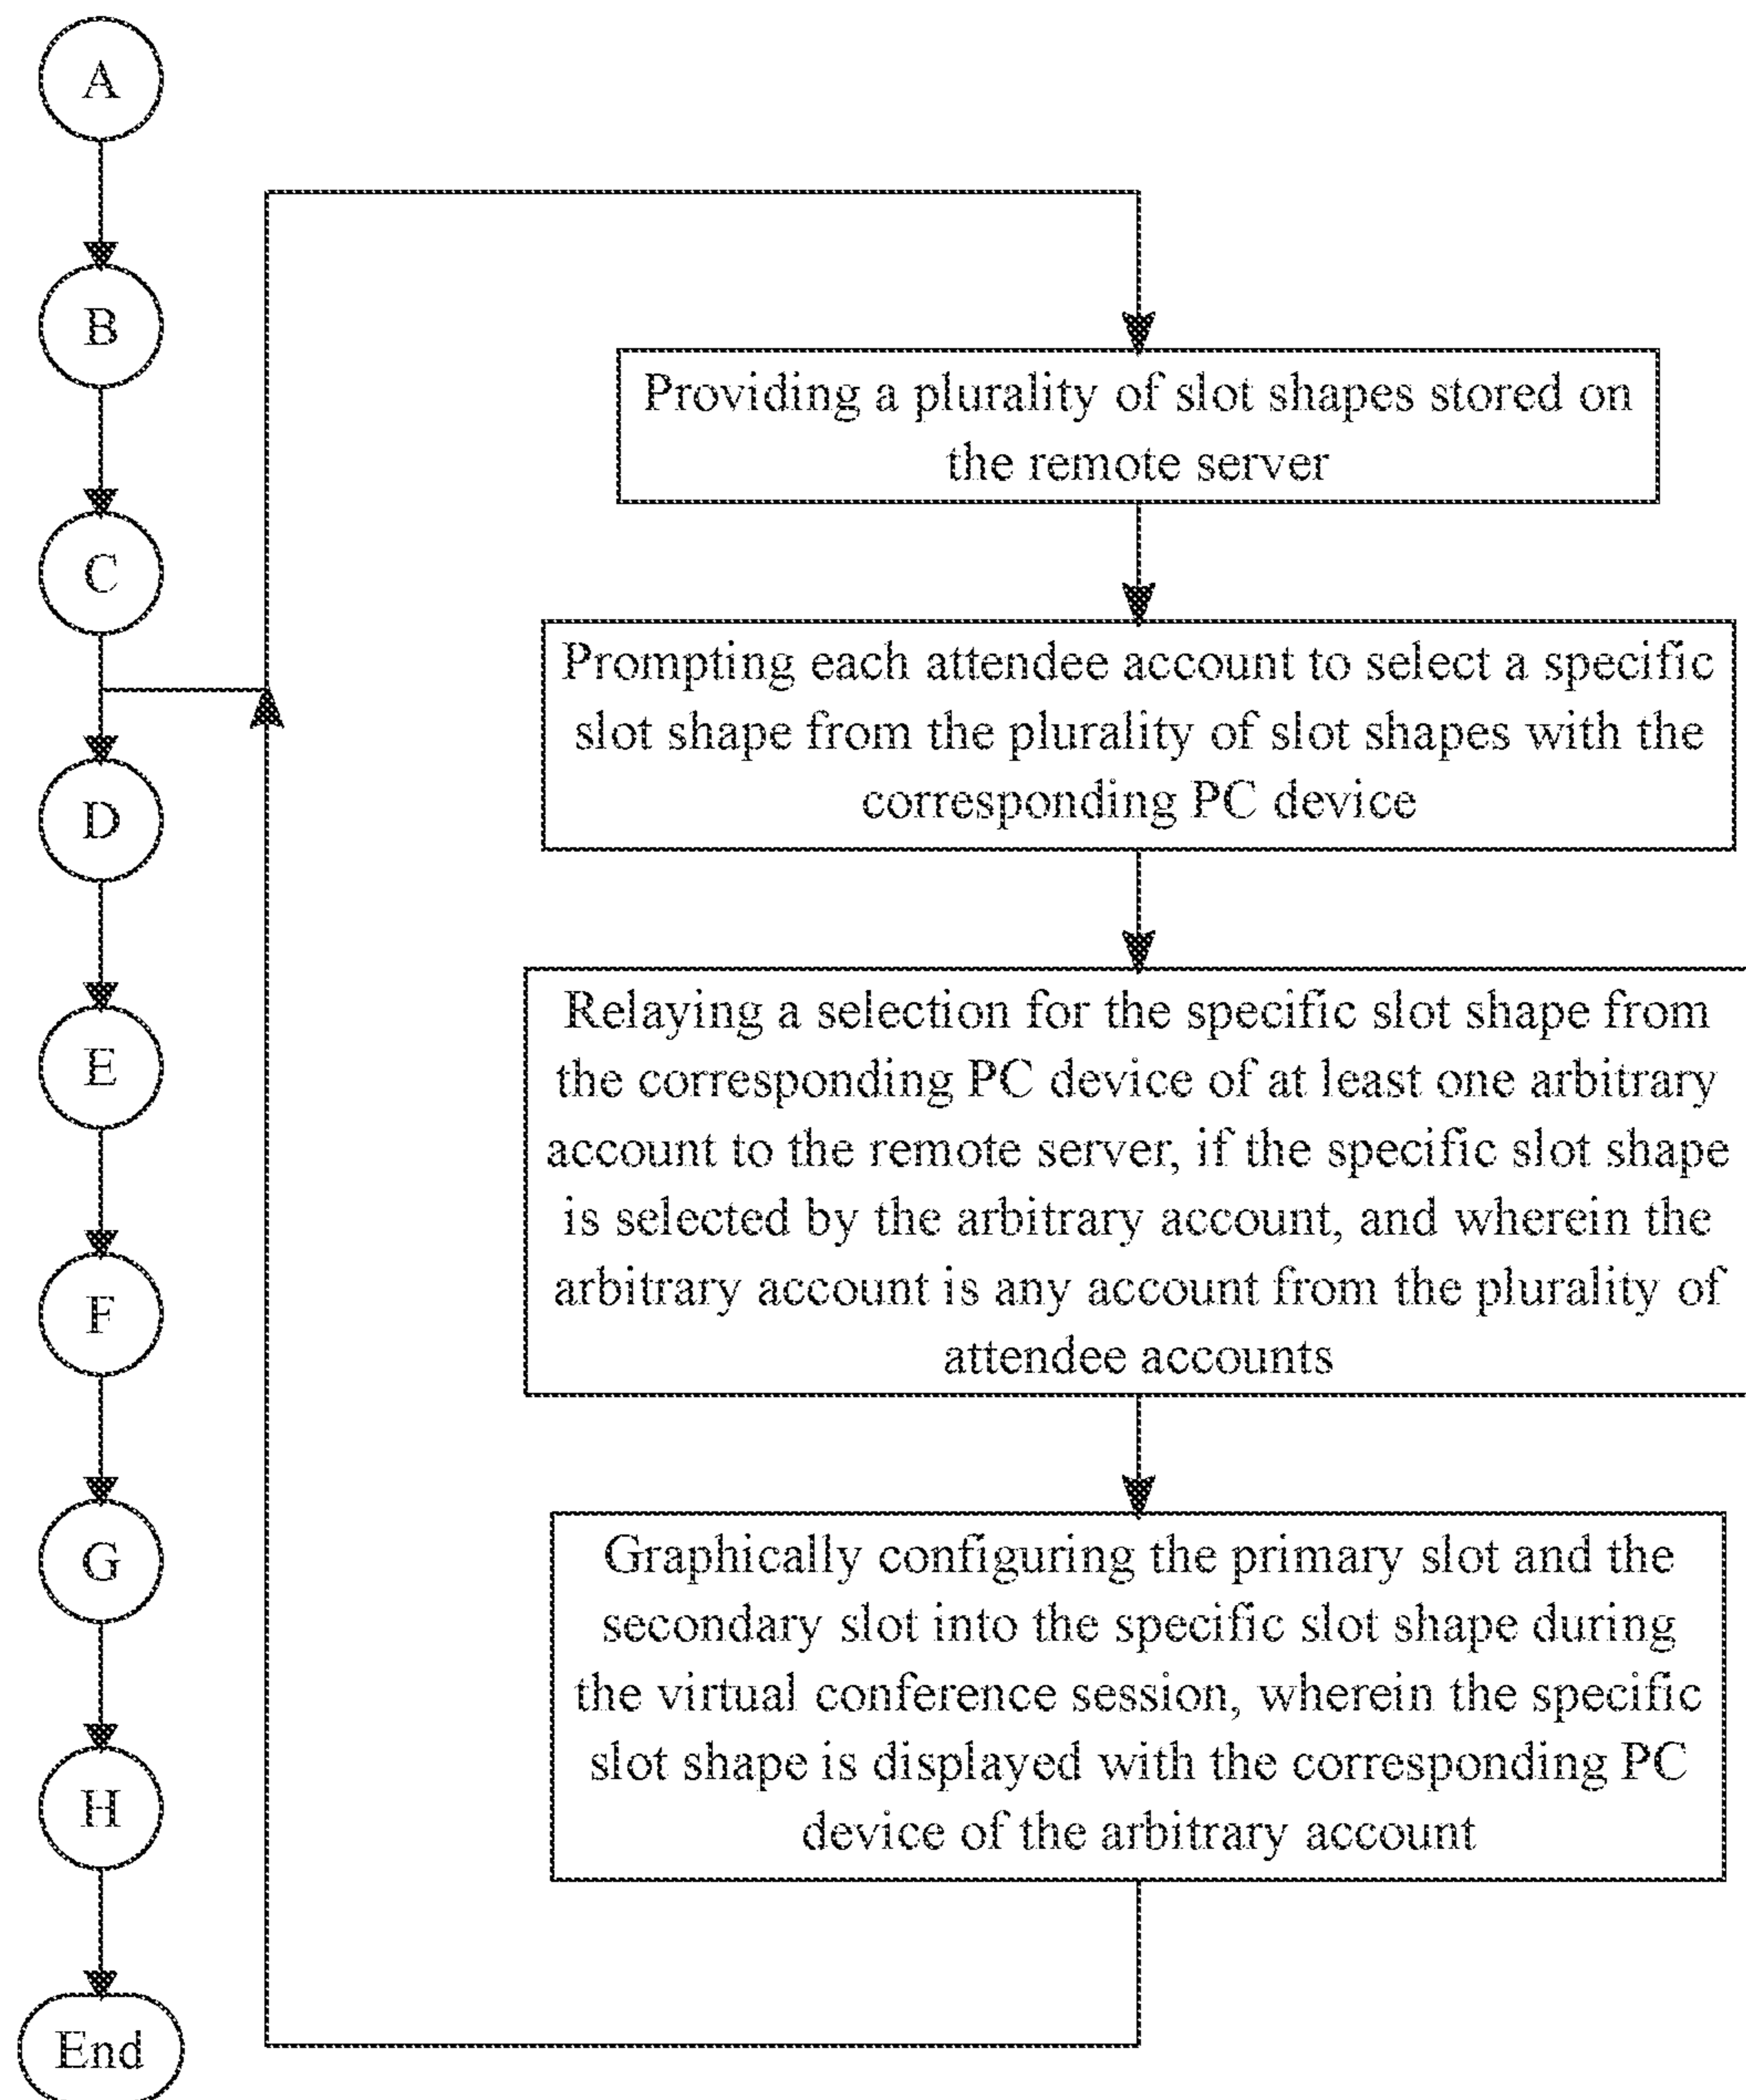 A
B
C
D
E
F
G
H
End
Providing a plurality of slot shapes stored on
the remote server
Prompting each attendee account to select a specific
slot shape from the plurality of slot shapes with the
corresponding PC device
Relaying a selection for the specific slot shape from
the corresponding PC device of at least one arbitrary
account to the remote server, if the specific slot shape
is selected by the arbitrary account, and wherein the
arbitrary account is any account from the plurality of
attendee accounts
Graphically configuring the primary slot and the
secondary slot into the specific slot shape during
the virtual conference session, wherein the specific
slot shape is displayed with the corresponding PC
device of the arbitrary account